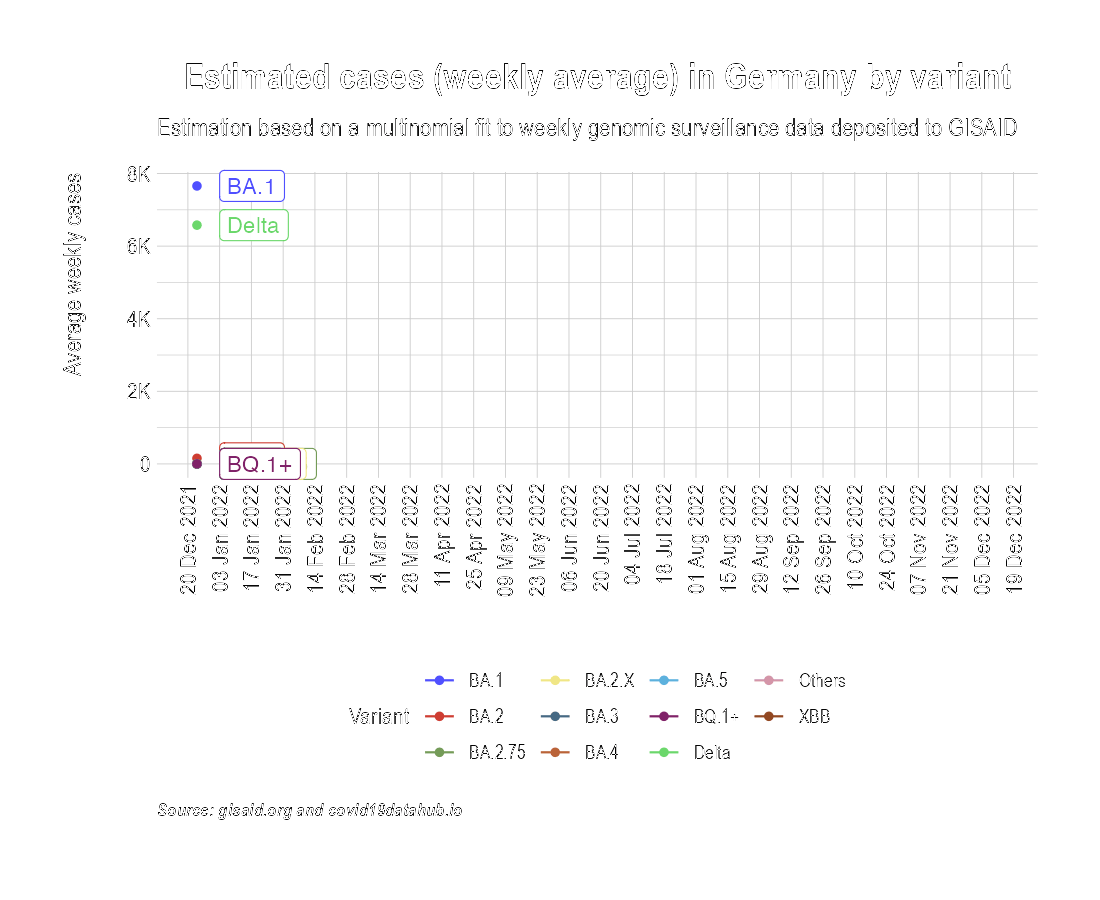 Estimated cases (weekly average) in Germany by variant
Estimation based on a multinomial fit to weekly genomic surveillance data deposited to GISAID
Average weekly cases
8K
6K
4K
2K
0
BA.1
Delta
BQ.1+
20 Dec 2021
03 Jan 2022
17 Jan 2022
31 Jan 2022
14 Feb 2022
28 Feb 2022
14 Mar 2022
28 Mar 2022
11 Apr 2022
25 Apr 2022
09 May 2022
23 May 2022
06 Jun 2022
20 Jun 2022
04 Jul 2022
18 Jul 2022
01 Aug 2022
15 Aug 2022
29 Aug 2022
12 Sep 2022
26 Sep 2022
10 Oct 2022
24 Oct 2022
07 Nov 2022
21 Nov 2022
05 Dec 2022
19 Dec 2022
Variant
BA.1
BA.2
BA.2.75
BA.2.X
BA.3
BA.4
BA.5
BQ.1+
Delta
Others
XBB
Source: gisaid.org and covid19datahub.io